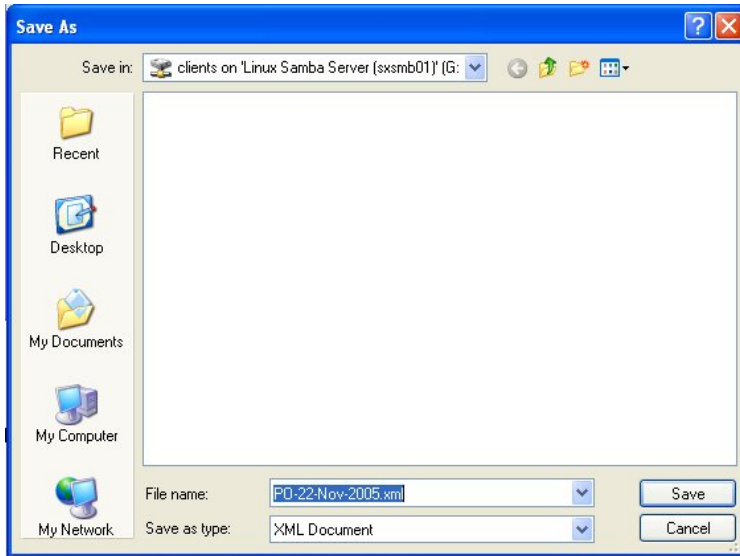 Save As
Save in:
clients on 'Linux Samba Server (sxsmb01)' (G:
Recent
Desktop
My Documents
My Computer
My Network
File name:
PO-22-Nov-2005.xml
Save
Save as type:
XML Document
Cancel